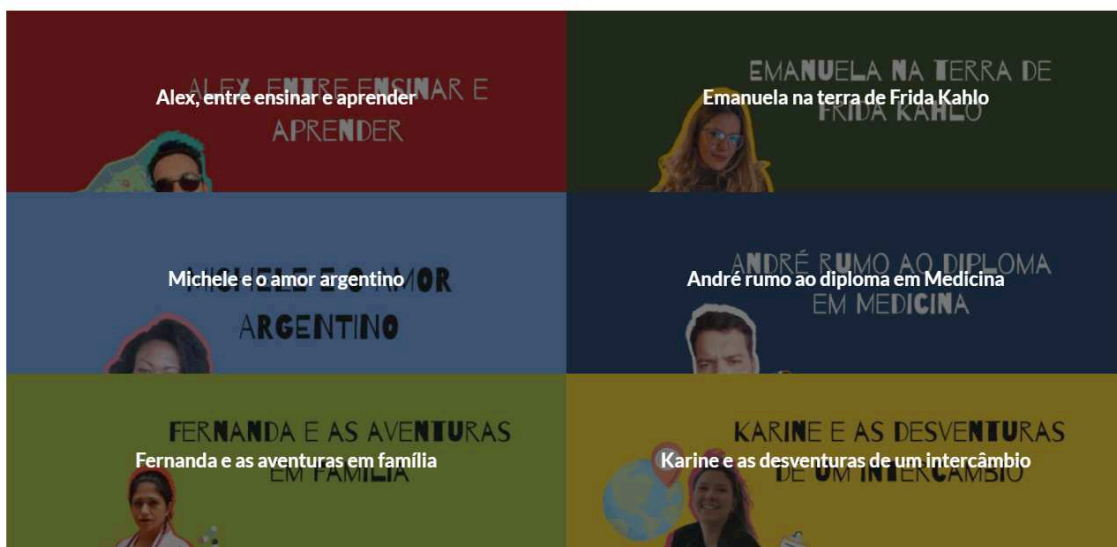 ALEX, ENTRE ENSINAR E
APRENDER
Alex, entre ensinar e aprender
EMANUELA NA TERRA DE
FRIDA KAHLO
Emanuela na terra de Frida Kahlo
MICHELE E O AMOR
ARGENTINO
Michele e o amor argentino
ANDRÉ RUMO AO DIPLOMA
EM MEDICINA
André rumo ao diploma em Medicina
FERNANDA E AS AVENTURAS
EM FAMÍLIA
Fernanda e as aventuras em família
KARINE E AS DESVENTURAS
DE UM INTERCÂMBIO
Karine e as desventuras de um intercâmbio